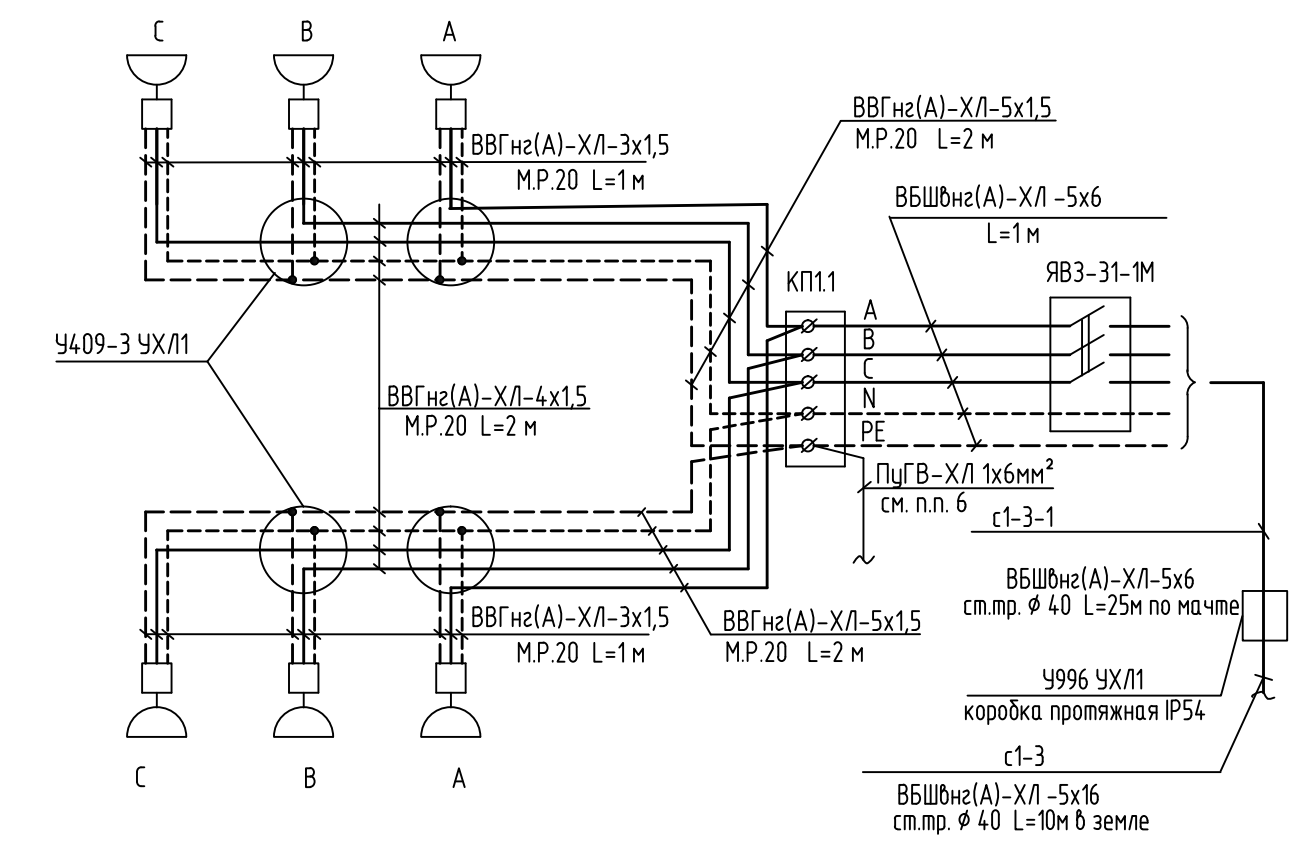 С В А
ВВГнг(А)-ХЛ-3х1,5
М.Р.20 L=1 м
ВВГнг(А)-ХЛ-5х1,5
М.Р.20 L=2 м
ВБШвнг(А)-ХЛ -5х6
L=1 м
КП1.1
ЯВЗ-31-1М
А
В
С
N
PE
У409-3 УХЛ1
ВВГнг(А)-ХЛ-4х1,5
М.Р.20 L=2 м
ПуГВ-ХЛ 1х6мм²
см. п.п. 6
с1-3-1
ВБШвнг(А)-ХЛ-5х6
ст.тр. Ø 40 L=25м по мачте
ВВГнг(А)-ХЛ-3х1,5
М.Р.20 L=1 м
ВВГнг(А)-ХЛ-5х1,5
М.Р.20 L=2 м
У996 УХЛ1
коробка протяжная IP54
с1-3
ВБШвнг(А)-ХЛ -5х16
ст.тр. Ø 40 L=10м в земле
С В А